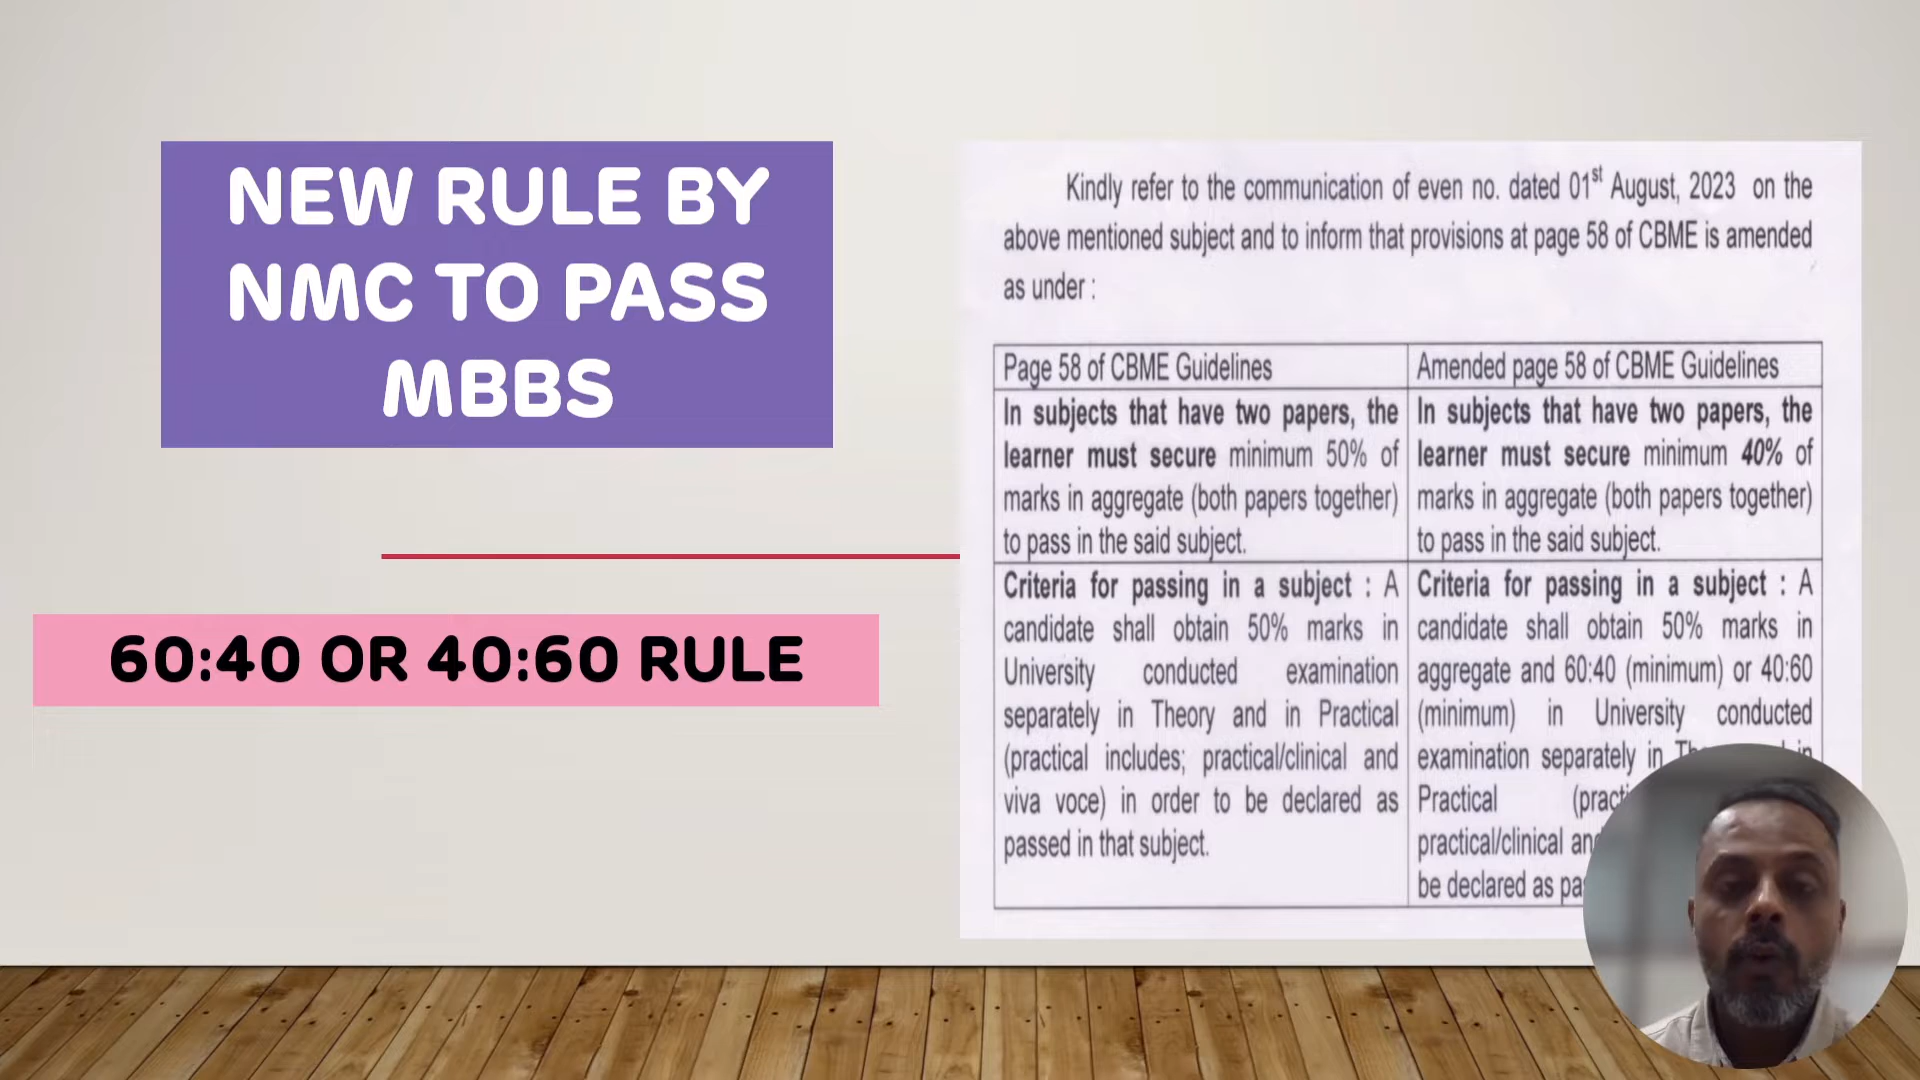 NEW RULE BY
NMC TO PASS
MBBS
60:40 OR 40:60 RULE
Kindly refer to the communication of even no. dated 01st August, 2023 on the
above mentioned subject and to inform that provisions at page 58 of CBME is amended
as under :
Page 58 of CBME Guidelines
In subjects that have two papers, the
learner must secure minimum 50% of
marks in aggregate (both papers together)
to pass in the said subject.
Criteria for passing in a subject : A
candidate shall obtain 50% marks in
University conducted examination
separately in Theory and in Practical
(practical includes; practical/clinical and
viva voce) in order to be declared as
passed in that subject.
Amended page 58 of CBME Guidelines
In subjects that have two papers, the
learner must secure minimum 40% of
marks in aggregate (both papers together)
to pass in the said subject.
Criteria for passing in a subject : A
candidate shall obtain 50% marks in
aggregate and 60:40 (minimum) or 40:60
(minimum) in University conducted
examination separately in
Practical
practical/clinical
be declared as